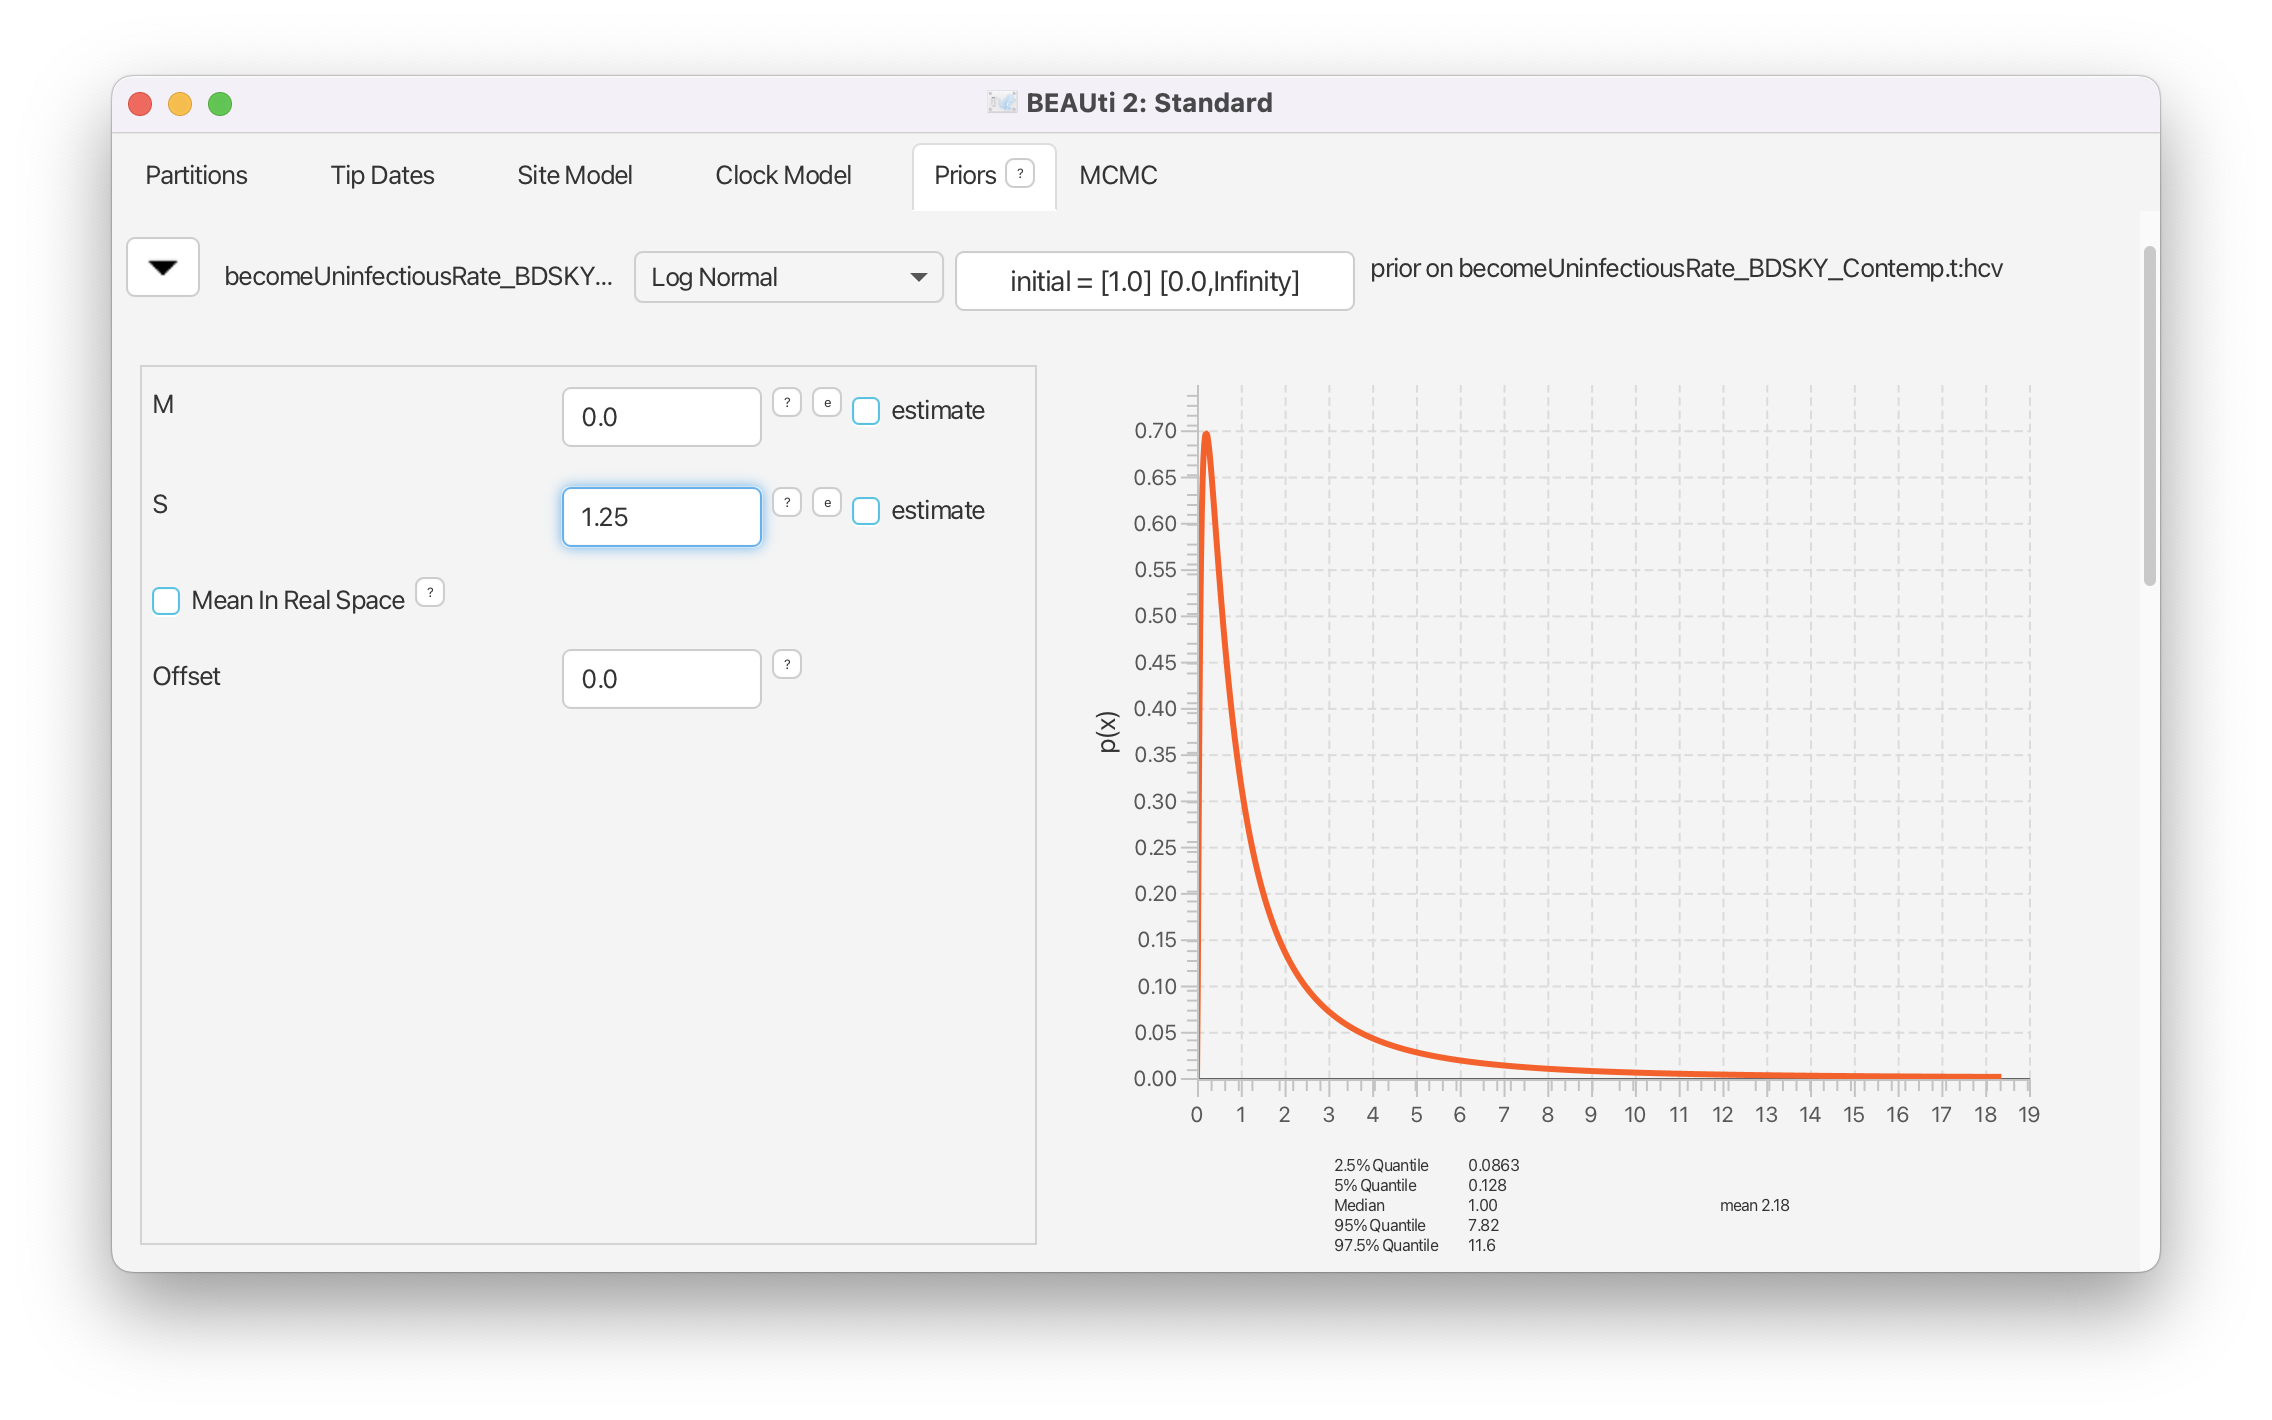 BEAUti 2: Standard
Partitions Tip Dates Site Model Clock Model Priors ? MCMC
becomeUninfectiousRate_BDSKY... Log Normal initial = [1.0] [0.0,Infinity] prior on becomeUninfectiousRate_BDSKY_Contemp.t:hcv
M 0.0 ? e estimate
S 1.25 ? e estimate
Mean In Real Space ?
Offset 0.0 ?
p(x)
0.70
0.65
0.60
0.55
0.50
0.45
0.40
0.35
0.30
0.25
0.20
0.15
0.10
0.05
0.00
0 1 2 3 4 5 6 7 8 9 10 11 12 13 14 15 16 17 18 19
2.5% Quantile 0.0863
5% Quantile 0.128
Median 1.00 mean 2.18
95% Quantile 7.82
97.5% Quantile 11.6